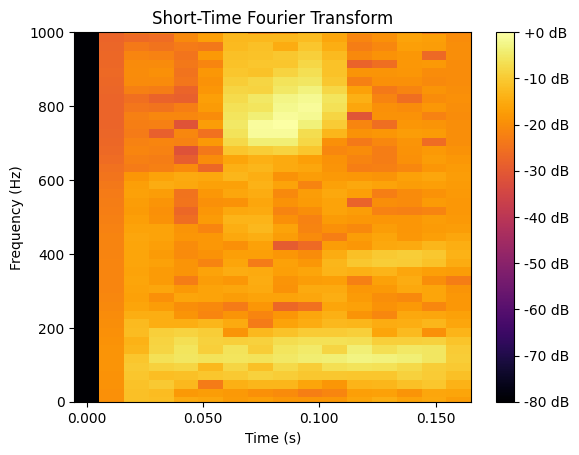 Short-Time Fourier Transform
1000
800
600
400
200
0
Frequency (Hz)
0.000
0.050
0.100
0.150
Time (s)
+0 dB
-10 dB
-20 dB
-30 dB
-40 dB
-50 dB
-60 dB
-70 dB
-80 dB